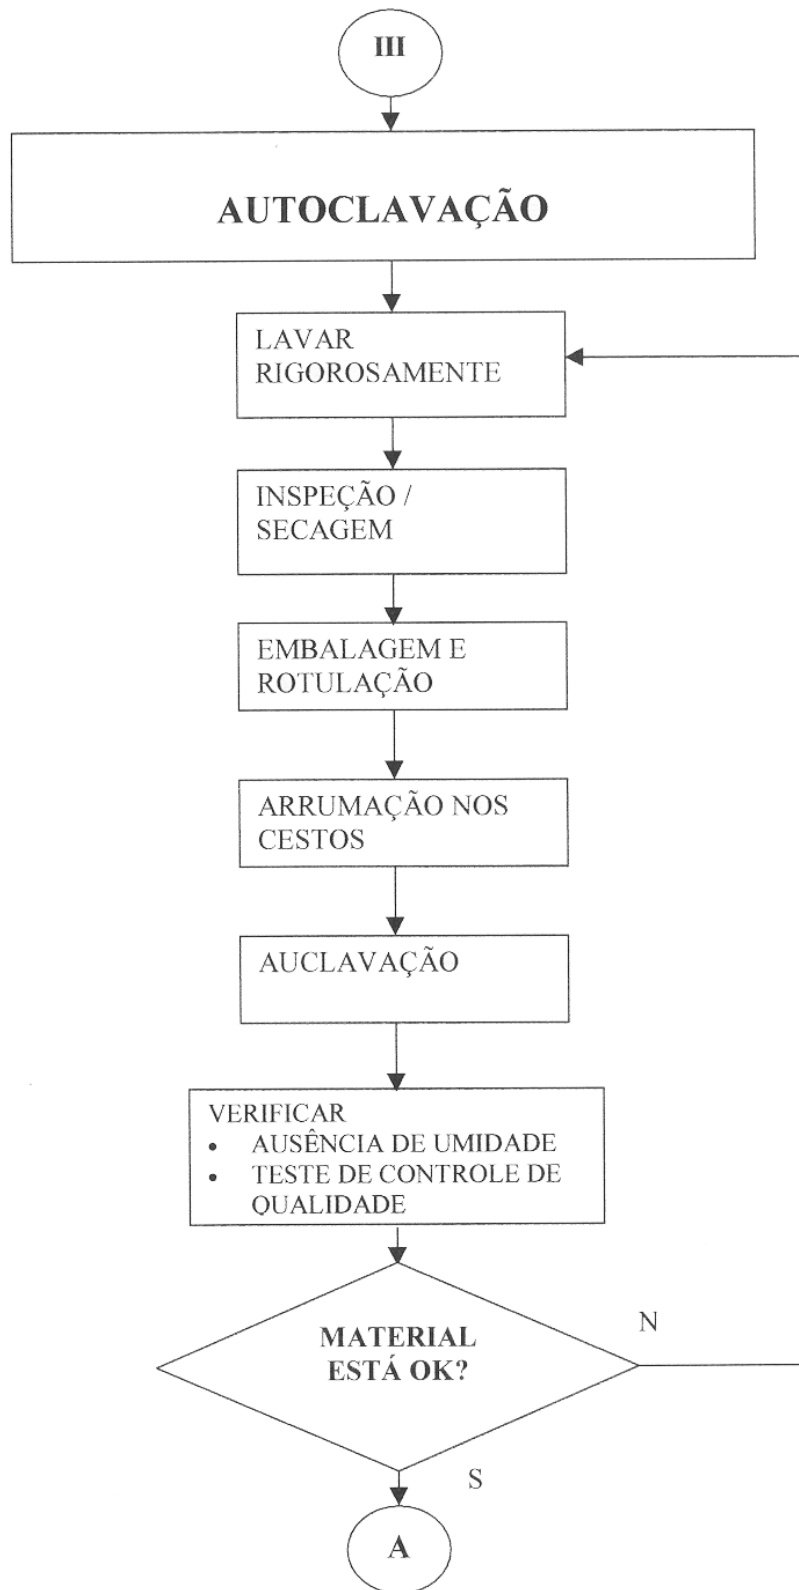 III
AUTOCLAVAÇÃO
LAVAR
RIGOROSAMENTE
INSPEÇÃO /
SECAGEM
EMBALAGEM E
ROTULAÇÃO
ARRUMAÇÃO NOS
CESTOS
AUCLAVAÇÃO
VERIFICAR
• AUSÊNCIA DE UMIDADE
• TESTE DE CONTROLE DE
QUALIDADE
MATERIAL
ESTÁ OK?
N
S
A